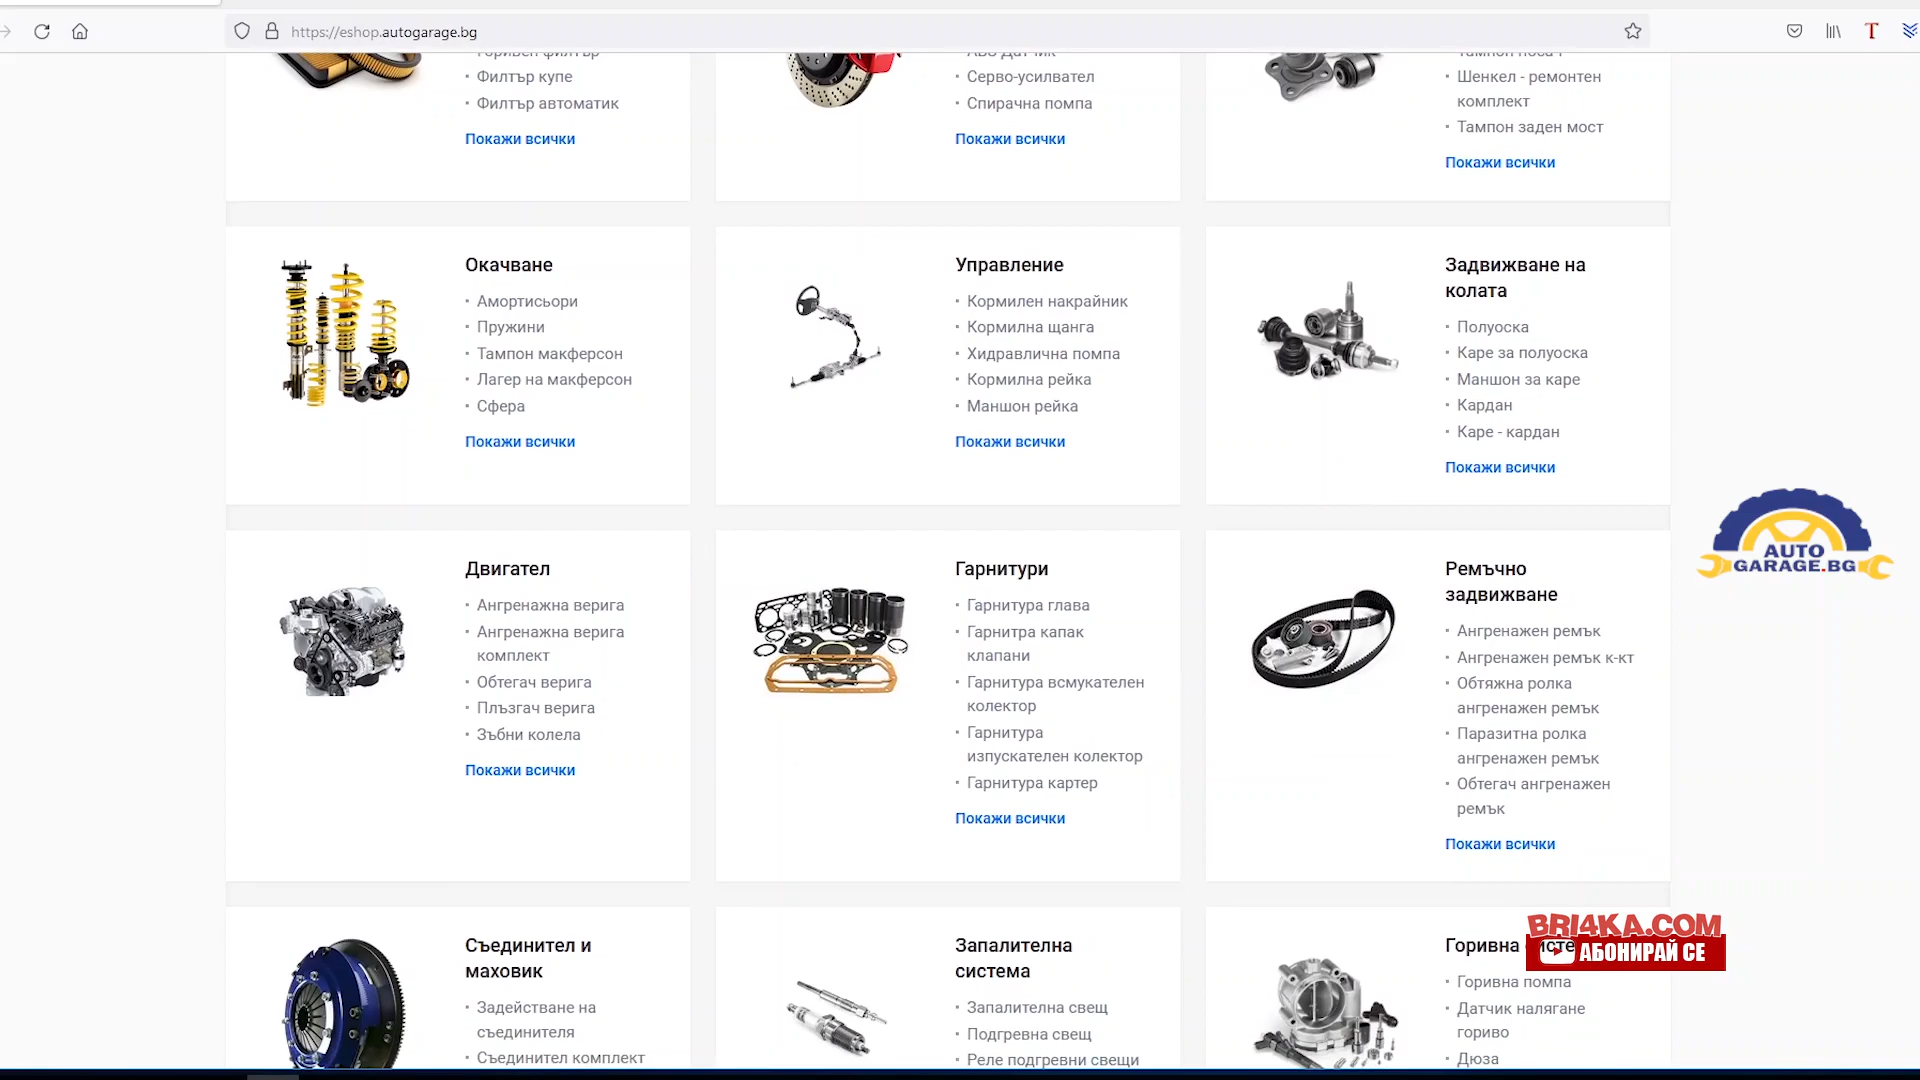 https://eshop.autogarage.bg
T
Горивен филтър
Филтър купе
Филтър автоматик
Покажи всички
ABS Датчик
Серво-усилвател
Спирачна помпа
Покажи всички
Шенкел - ремонтен
комплект
Тампон заден мост
Покажи всички
Окачване
Амортисьори
Пружини
Тампон макферсон
Лагер на макферсон
Сфера
Покажи всички
Управление
Кормилен накрайник
Кормилна щанга
Хидравлична помпа
Кормилна рейка
Маншон рейка
Покажи всички
Задвижване на
колата
Полуоска
Каре за полуоска
Маншон за каре
Кардан
Каре - кардан
Покажи всички
AUTO
GARAGE.BG
Двигател
Ангренажна верига
Ангренажна верига
комплект
Обтегач верига
Плъзгач верига
Зъбни колела
Покажи всички
Гарнитури
Гарнитура глава
Гарнитра капак
клапани
Гарнитура всмукателен
колектор
Гарнитура
изпускателен колектор
Гарнитура картер
Покажи всички
Ремъчно
задвижване
Ангренажен ремък
Ангренажен ремък к-кт
Обтяжна ролка
ангренажен ремък
Паразитна ролка
ангренажен ремък
Обтегач ангренажен
ремък
Покажи всички
Съединител и
маховик
Задействане на
съединителя
Съединител комплект
Запалителна
система
Запалителна свещ
Подгревна свещ
Реле подгревни свещи
Горивна
BRI4KA.COM
АБОНИРАЙ СЕ
Горивна помпа
Датчик налягане
гориво
Дюза